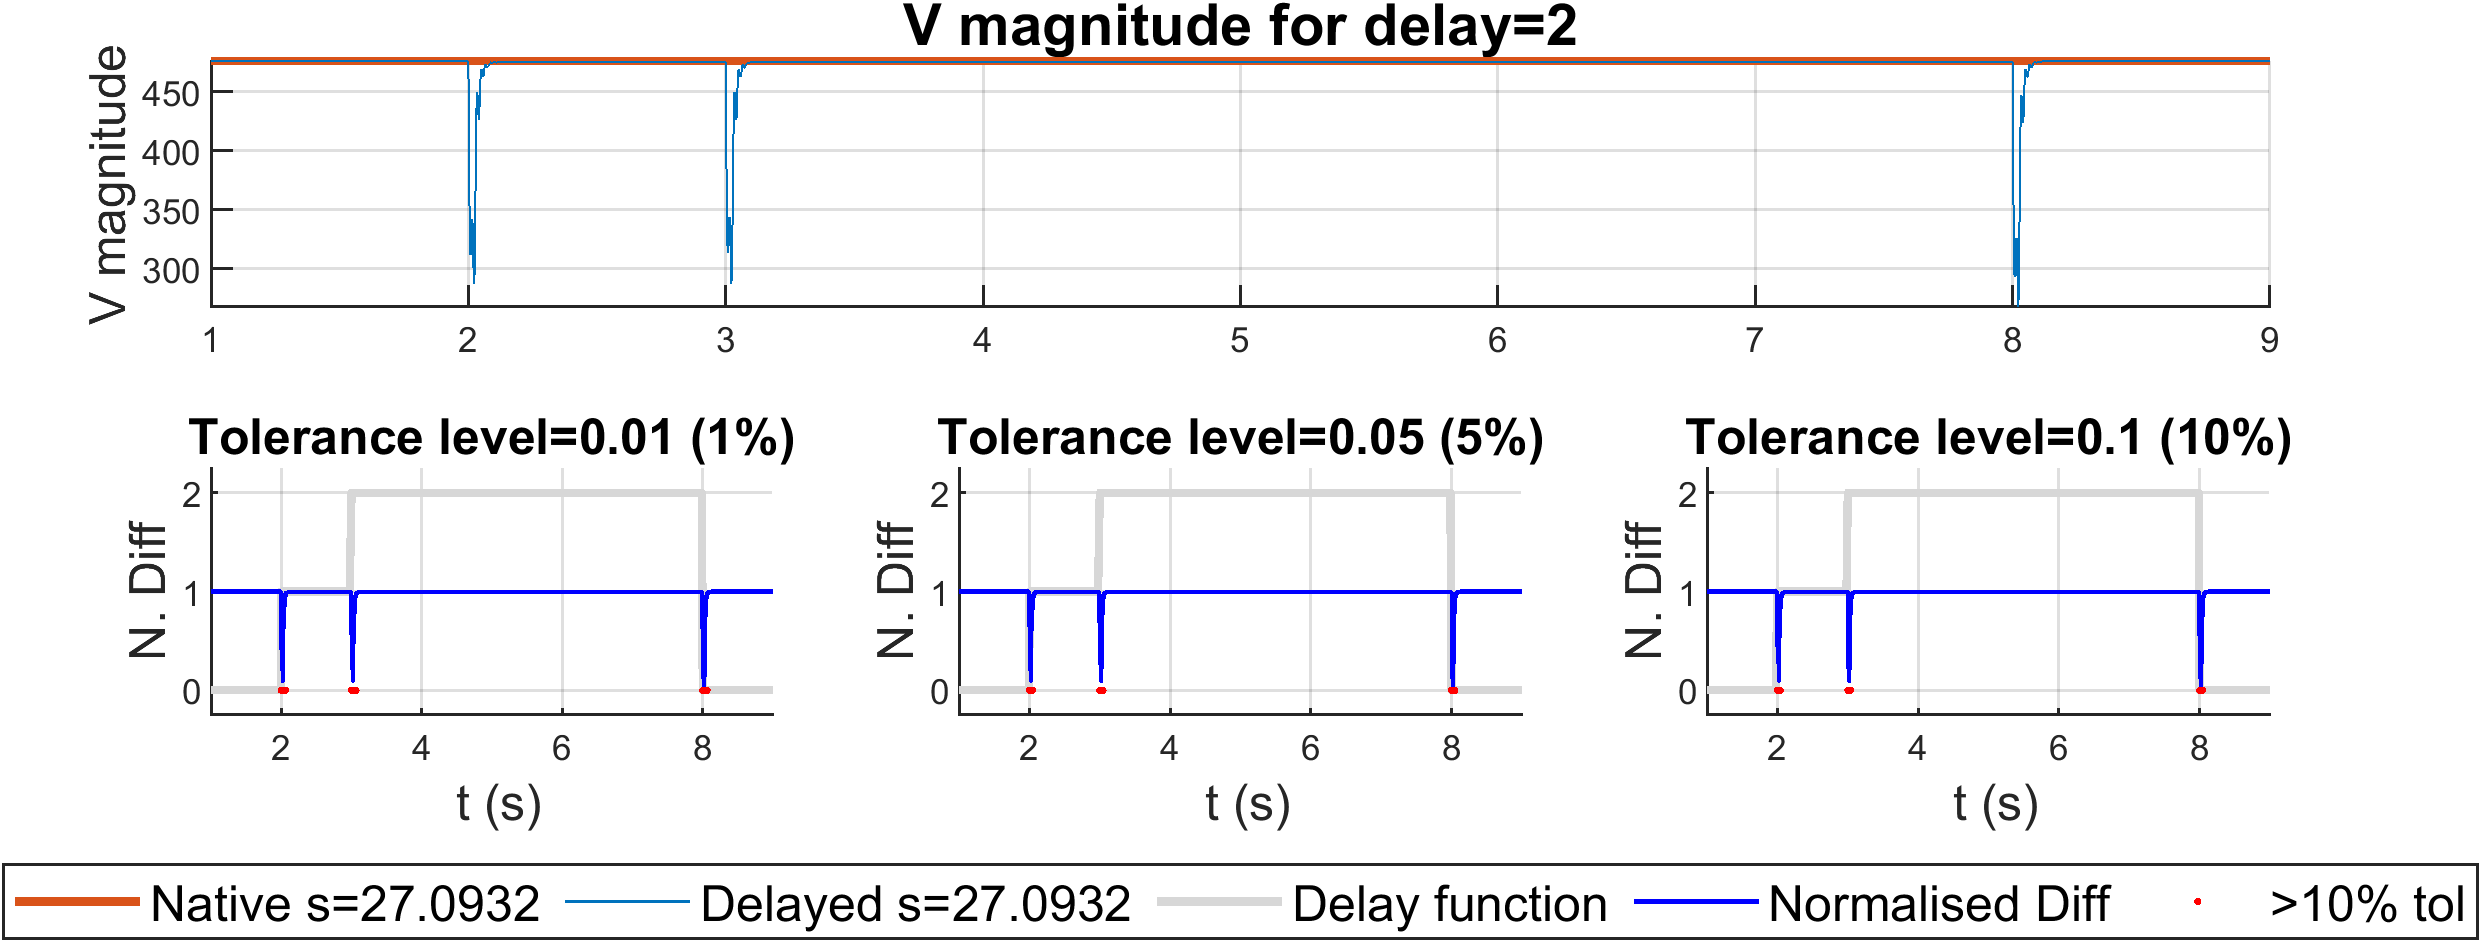 V magnitude for delay=2
V magnitude
450
400
350
300
1 2 3 4 5 6 7 8 9
Tolerance level=0.01 (1%)
N. Diff
2
1
0
2 4 6 8
t (s)
Tolerance level=0.05 (5%)
N. Diff
2
1
0
2 4 6 8
t (s)
Tolerance level=0.1 (10%)
N. Diff
2
1
0
2 4 6 8
t (s)
Native s=27.0932 Delayed s=27.0932 Delay function Normalised Diff >10% tol